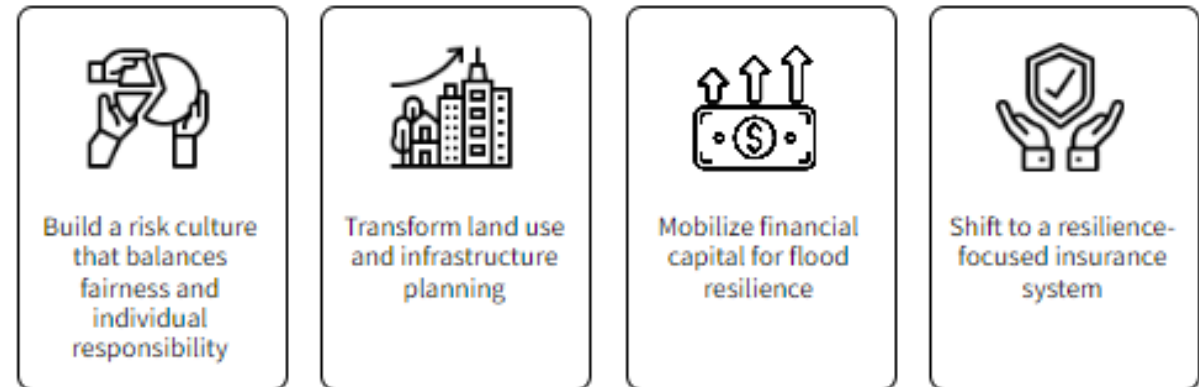 Build a risk culture
that balances
fairness and
individual
responsibility
Transform land use
and infrastructure
planning
$
Mobilize financial
capital for flood
resilience
Shift to a resilience-
focused insurance
system